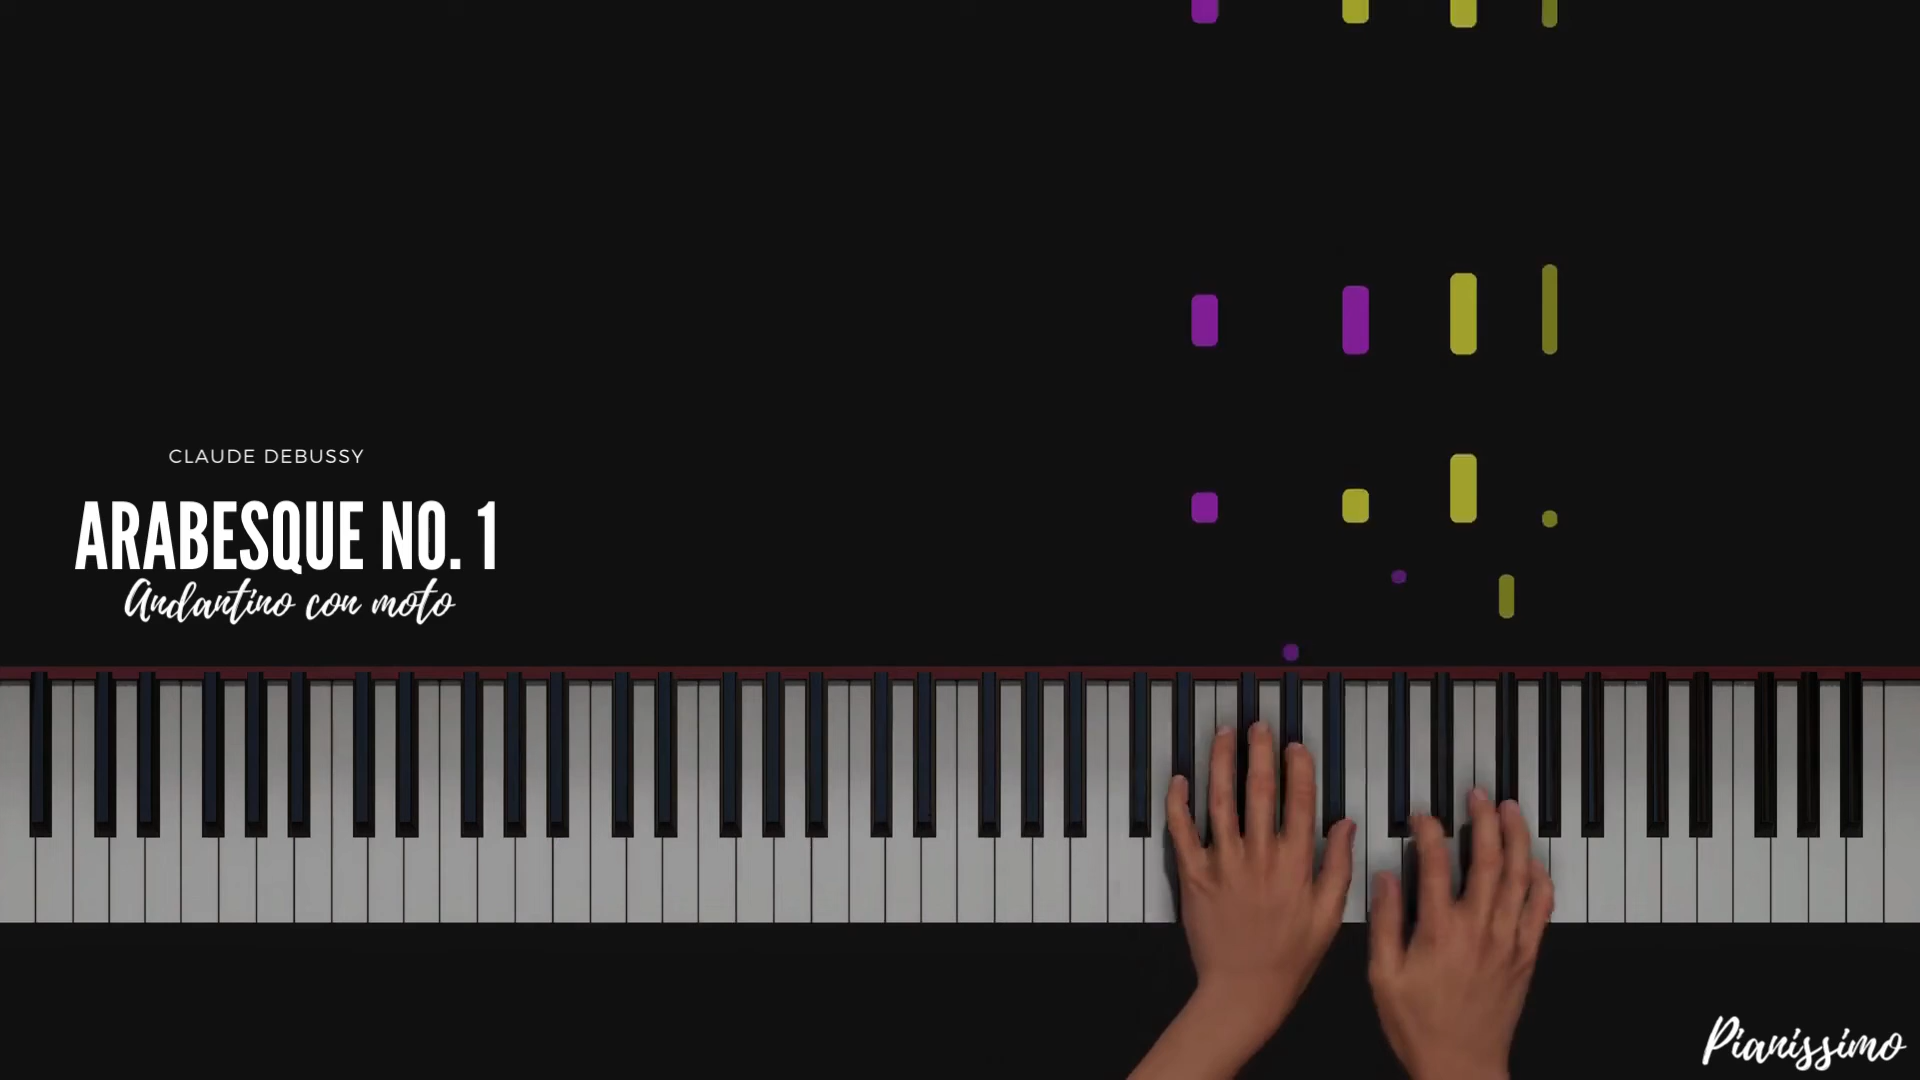 CLAUDE DEBUSSY
ARABESQUE NO. 1
Andantino con moto
Pianissimo